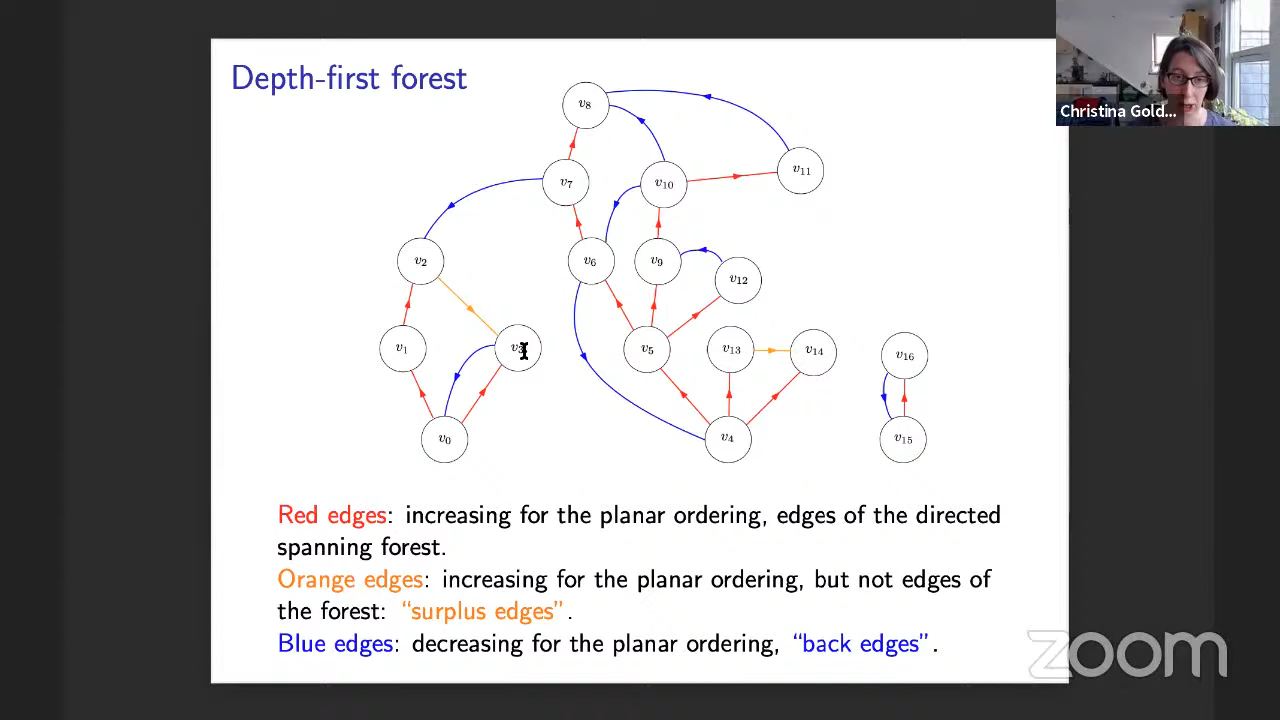 Depth-first forest
Christina Gold...
v8
v7
v10
v11
v2
v6
v9
v12
v1
v5
v13
v14
v16
v0
v4
v15
Red edges: increasing for the planar ordering, edges of the directed
spanning forest.
Orange edges: increasing for the planar ordering, but not edges of
the forest: “surplus edges”.
Blue edges: decreasing for the planar ordering, “back edges”.
zoom